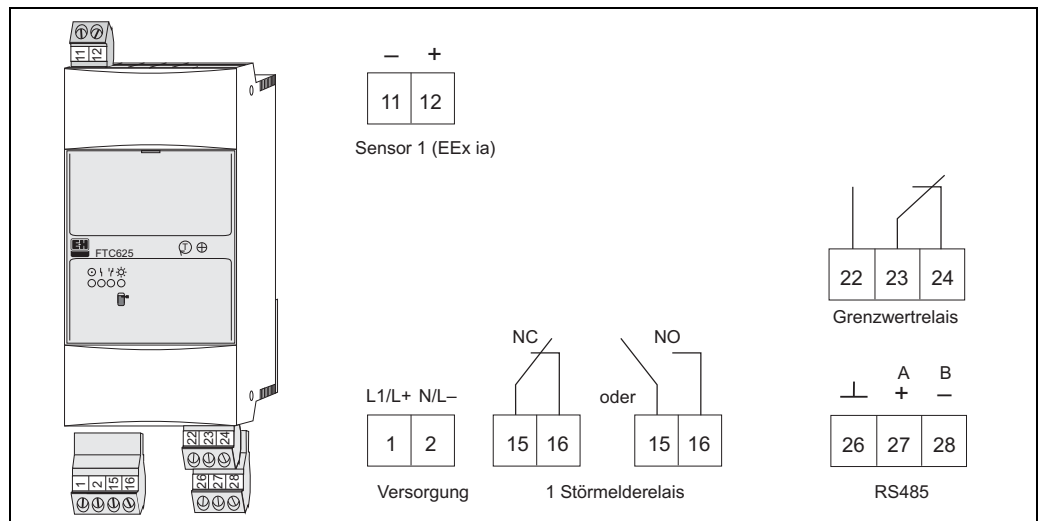 11 12
EH
FTC625
22 23 24
1 2 15 16
26 27 28
– +
11 12
Sensor 1 (EEx ia)
22 23 24
Grenzwertrelais
L1/L+ N/L–
1 2
Versorgung
NC
oder
NO
15 16
15 16
1 Störmelderelais
A B
+ –
26 27 28
RS485